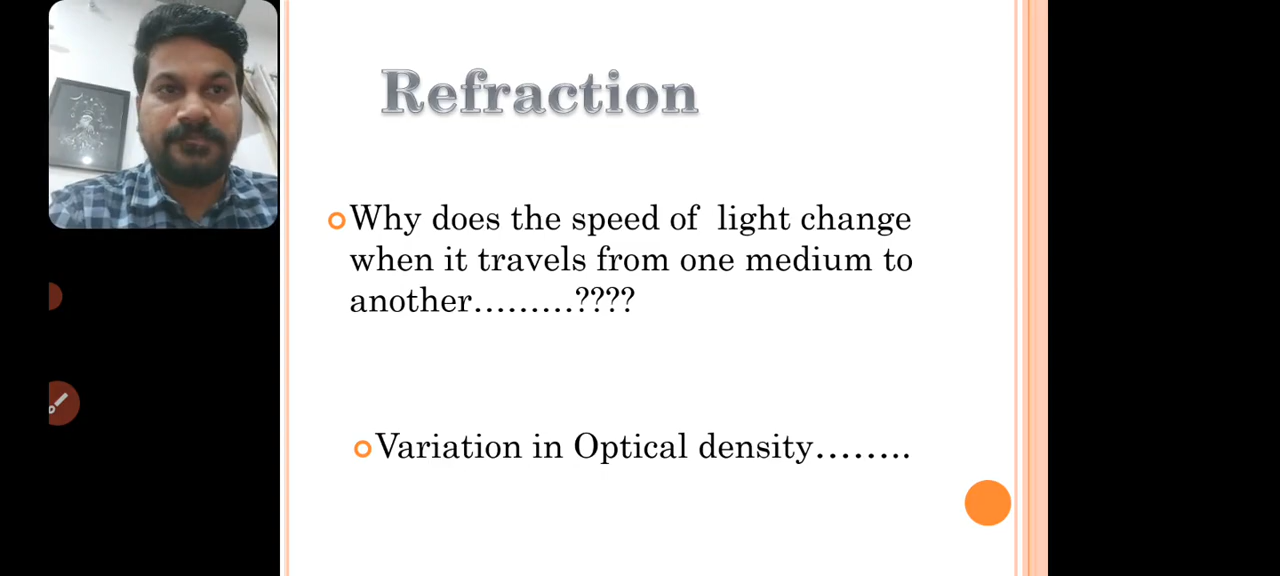 Refraction
Why does the speed of  light change
when it travels from one medium to
another.........????
Variation in Optical density........